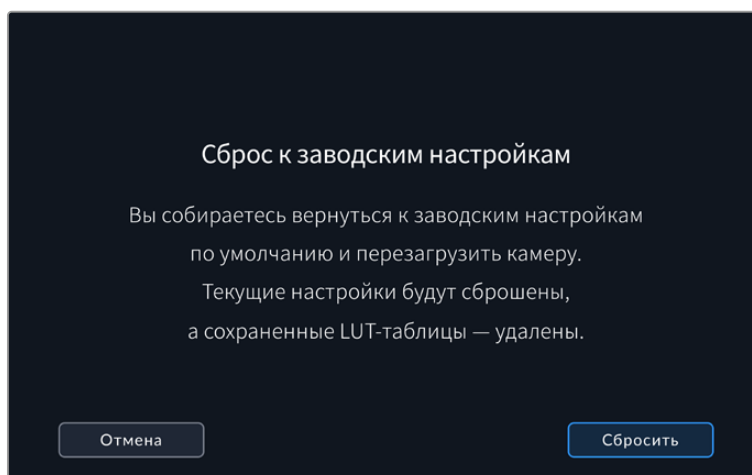 Сброс к заводским настройкам
Вы собираетесь вернуться к заводским настройкам
по умолчанию и перезагрузить камеру.
Текущие настройки будут сброшены,
а сохраненные LUT-таблицы — удалены.
Отмена
Сбросить